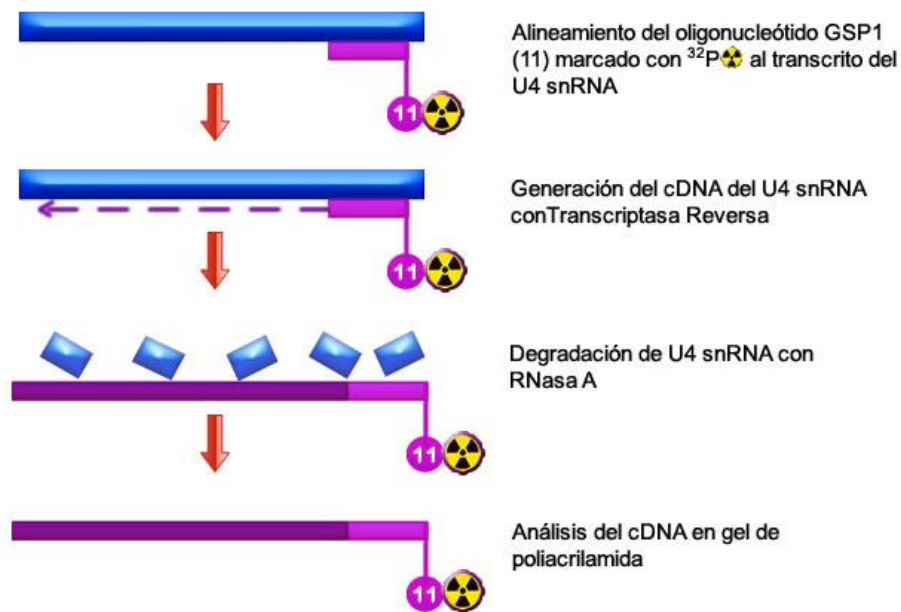 Alineamiento del oligonucleótido GSP1
(11) marcado con ³²P al transcrito del
U4 snRNA
11
Generación del cDNA del U4 snRNA
conTranscriptasa Reversa
11
Degradación de U4 snRNA con
RNasa A
11
Análisis del cDNA en gel de
poliacrilamida
11